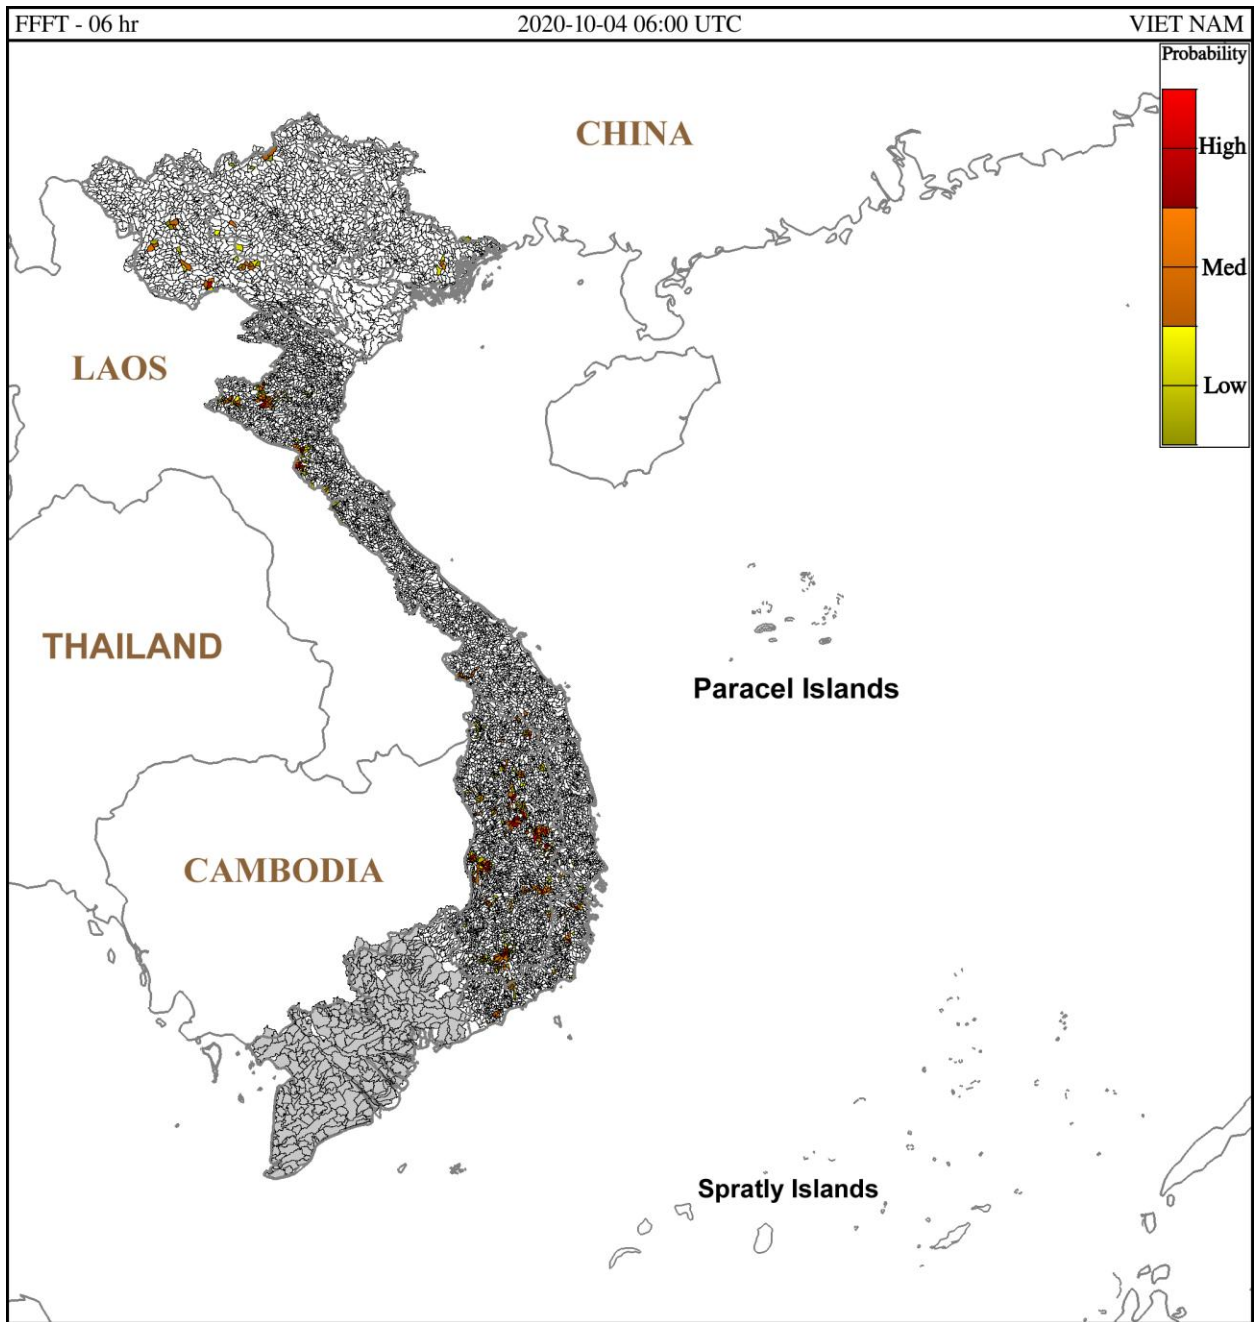 FFFT - 06 hr 2020-10-04 06:00 UTC VIET NAM
Probability
CHINA
High
Med
LAOS
Low
THAILAND
Paracel Islands
CAMBODIA
Spratly Islands